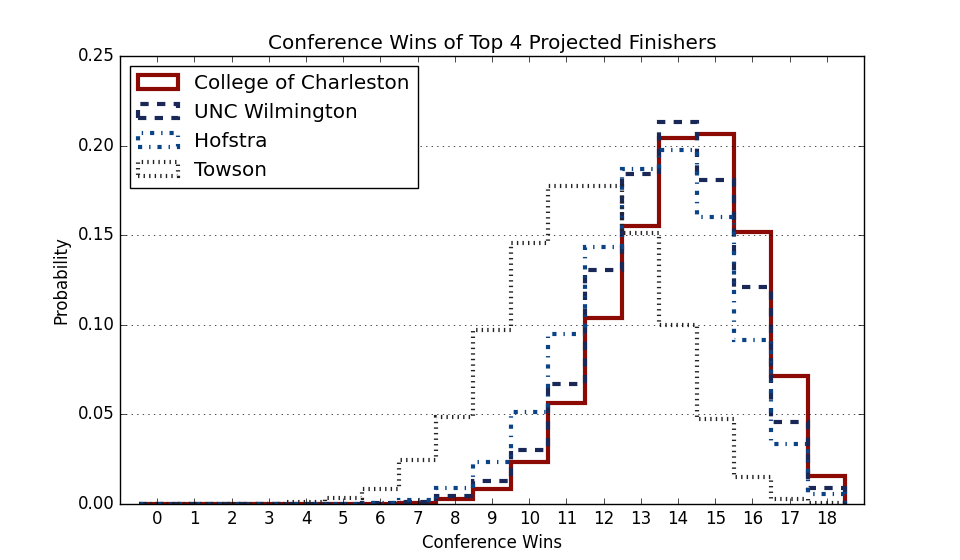 Conference Wins of Top 4 Projected Finishers
0.25
0.20
0.15
0.10
0.05
0.00
Probability
College of Charleston
UNC Wilmington
Hofstra
Towson
0 1 2 3 4 5 6 7 8 9 10 11 12 13 14 15 16 17 18
Conference Wins